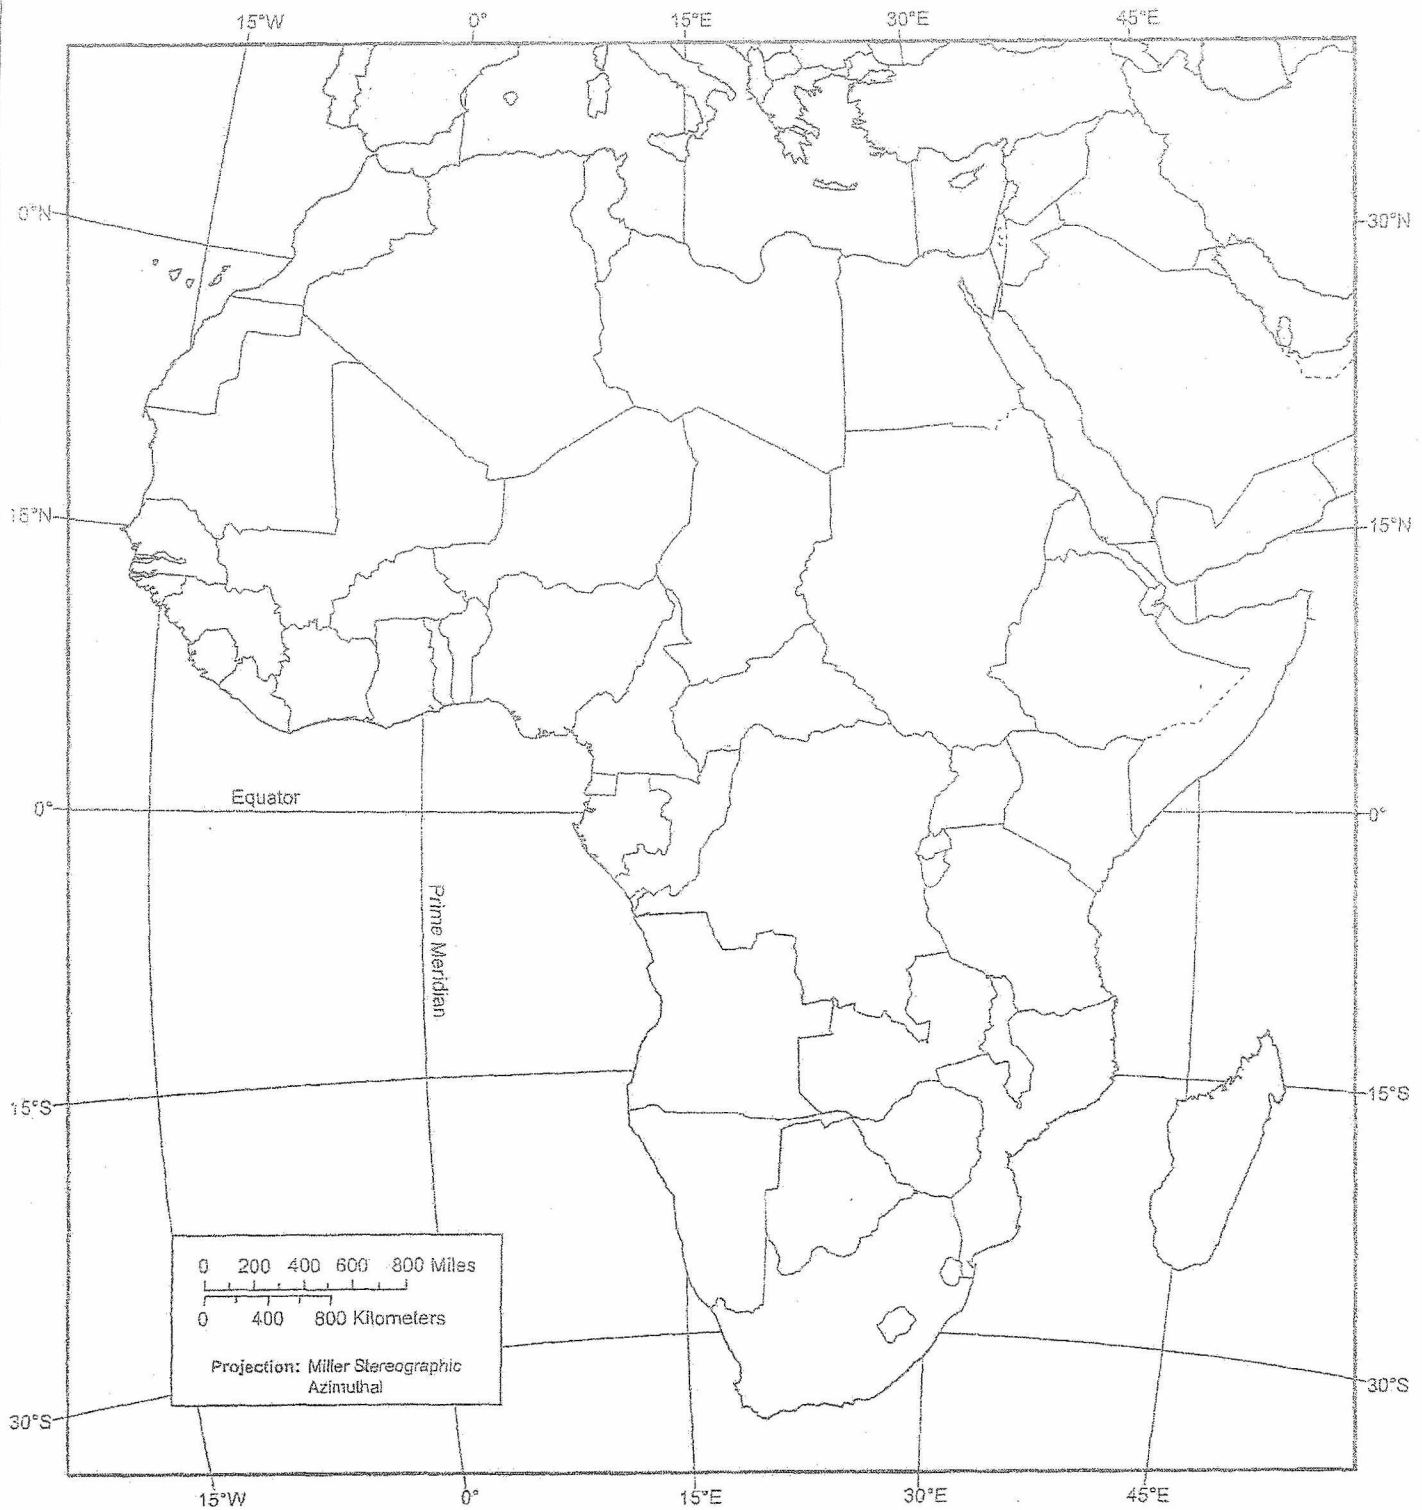 15°W 0° 15°E 30°E 45°E
0°N 30°N
15°N 15°N
Equator
0° 0°
Prime Meridian
15°S 15°S
0 200 400 600 800 Miles
0 400 800 Kilometers
Projection: Miller Stereographic
Azimuthal
30°S 30°S
15°W 0° 15°E 30°E 45°E